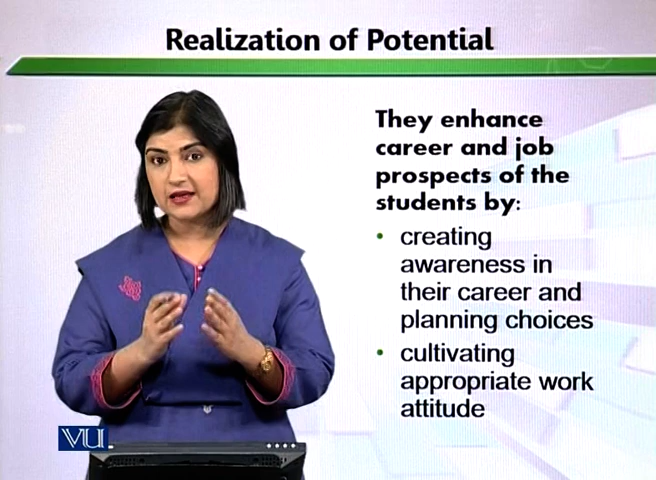 Realization of Potential
They enhance
career and job
prospects of the
students by:
• creating
awareness in
their career and
planning choices
• cultivating
appropriate work
attitude
VU